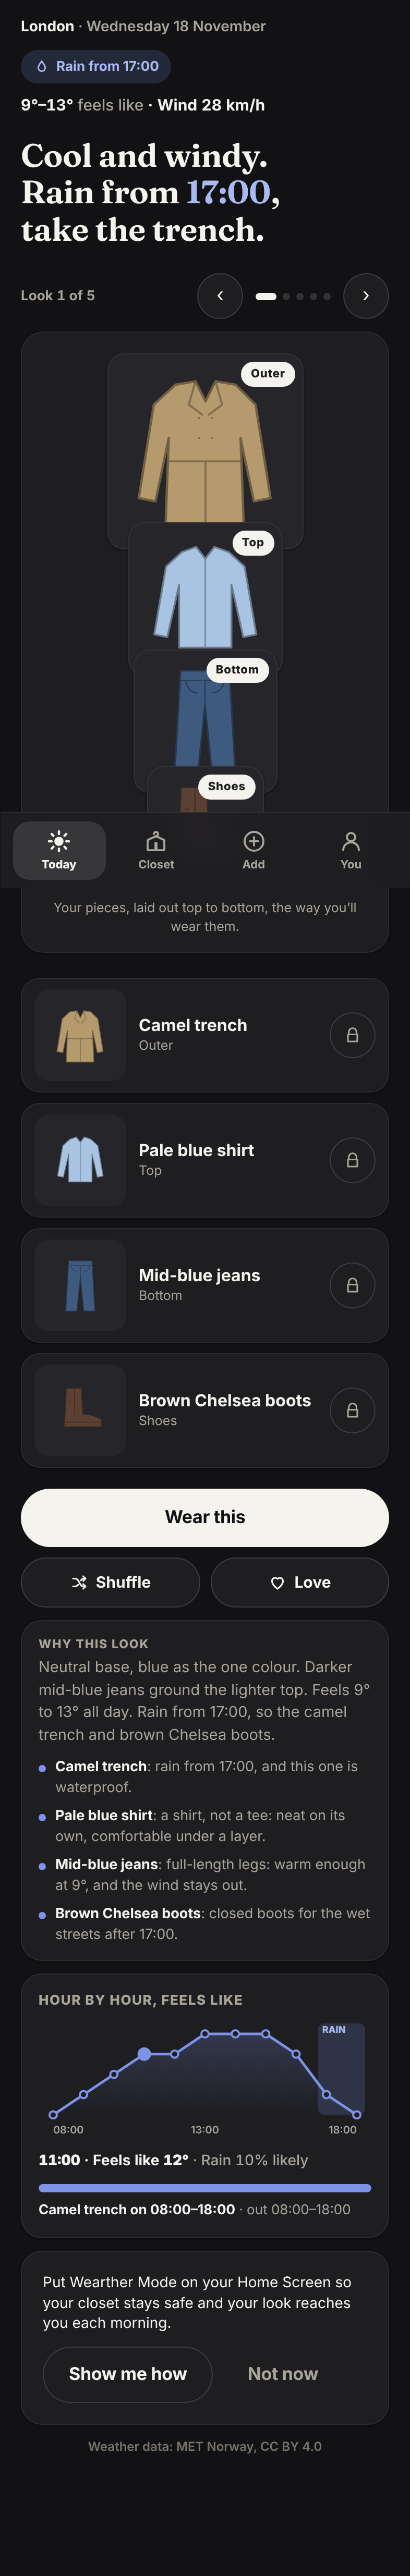 London · Wednesday 18 November
Rain from 17:00
9°–13° feels like · Wind 28 km/h
Cool and windy.
Rain from 17:00,
take the trench.
Look 1 of 5
Outer
Top
Bottom
Shoes
Today
Closet
Add
You
Your pieces, laid out top to bottom, the way you’ll
wear them.
Camel trench
Outer
Pale blue shirt
Top
Mid-blue jeans
Bottom
Brown Chelsea boots
Shoes
Wear this
Shuffle
Love
WHY THIS LOOK
Neutral base, blue as the one colour. Darker
mid-blue jeans ground the lighter top. Feels 9°
to 13° all day. Rain from 17:00, so the camel
trench and brown Chelsea boots.
Camel trench: rain from 17:00, and this one is
waterproof.
Pale blue shirt: a shirt, not a tee: neat on its
own, comfortable under a layer.
Mid-blue jeans: full-length legs: warm enough
at 9°, and the wind stays out.
Brown Chelsea boots: closed boots for the wet
streets after 17:00.
HOUR BY HOUR, FEELS LIKE
RAIN
08:00
13:00
18:00
11:00 · Feels like 12° · Rain 10% likely
Camel trench on 08:00–18:00 · out 08:00–18:00
Put Wearther Mode on your Home Screen so
your closet stays safe and your look reaches
you each morning.
Show me how
Not now
Weather data: MET Norway, CC BY 4.0